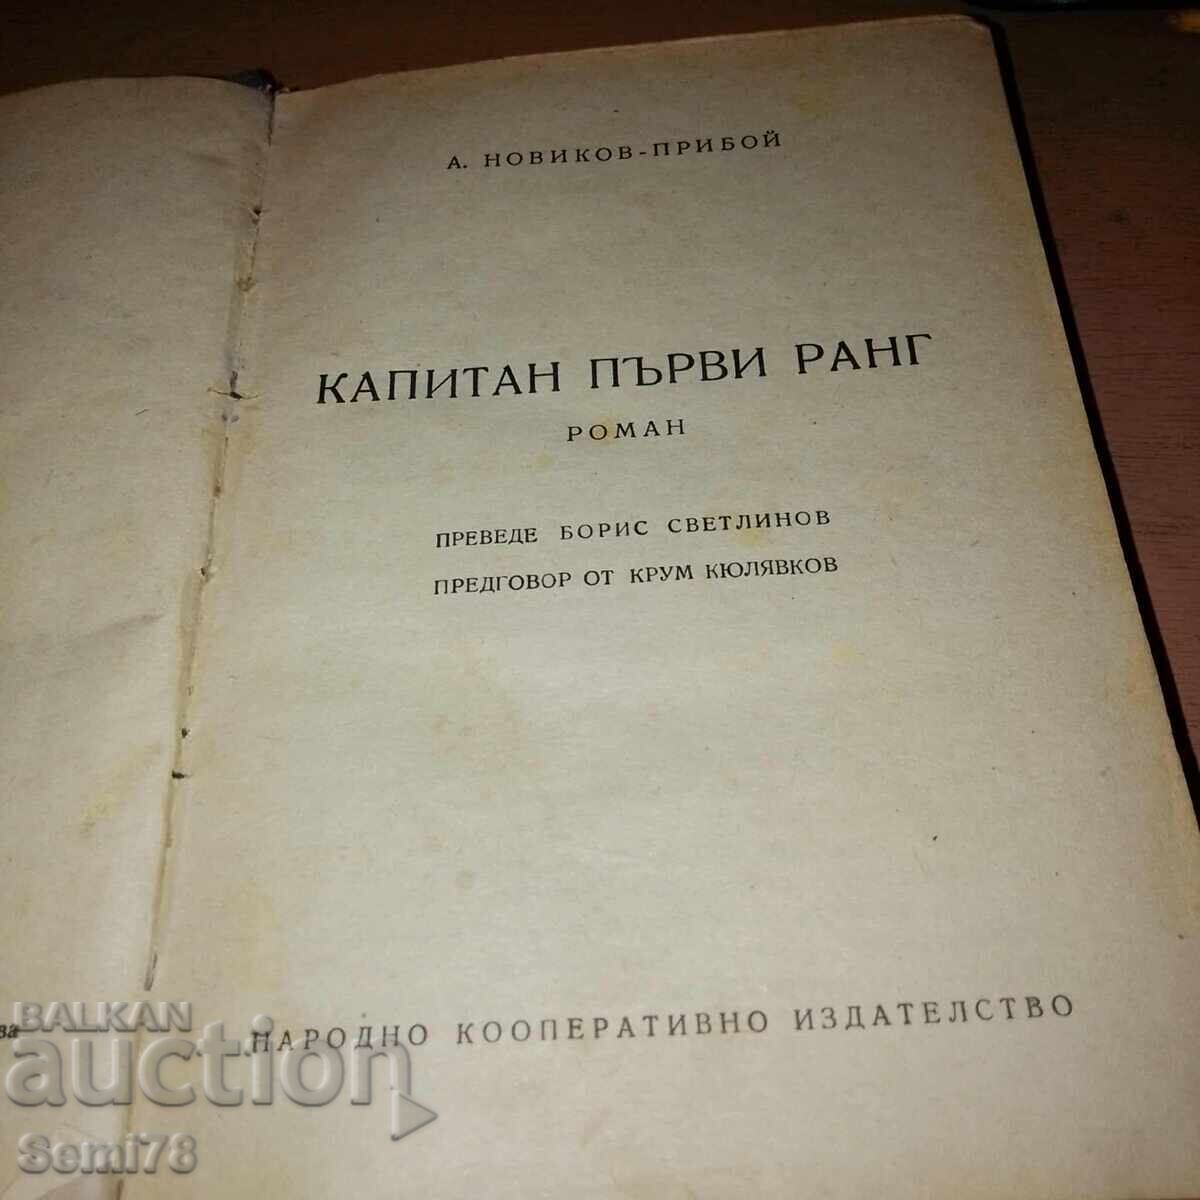 А. НОВИКОВ-ПРИБОЙ
КАПИТАН ПЪРВИ РАНГ
РОМАН
ПРЕВЕДЕ БОРИС СВЕТЛИНОВ
ПРЕДГОВОР ОТ КРУМ КЮЛЯВКОВ
НАРОДНО КООПЕРАТИВНО ИЗДАТЕЛСТВО
BALKAN
auction
Semi78